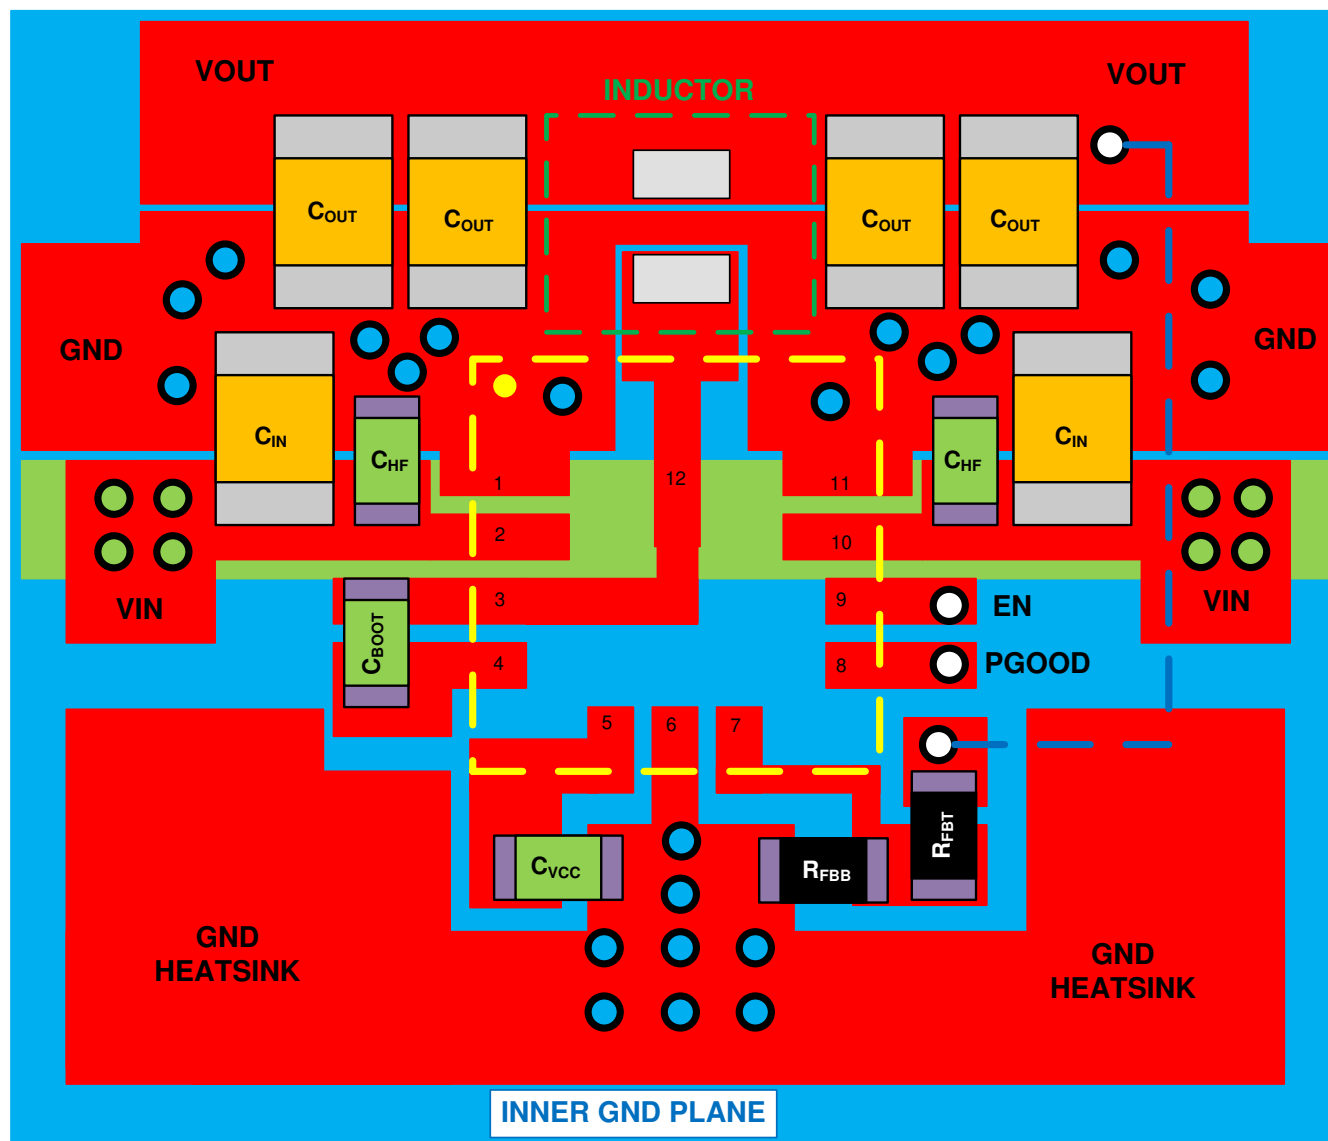 VOUT
VOUT
INDUCTOR
COUT
COUT
COUT
COUT
GND
GND
CIN
CHF
CHF
CIN
1
12
11
2
10
VIN
3
9
EN
VIN
CBOOT
4
8
PGOOD
5
6
7
CVCC
RFBB
RFBT
GND
HEATSINK
GND
HEATSINK
INNER GND PLANE